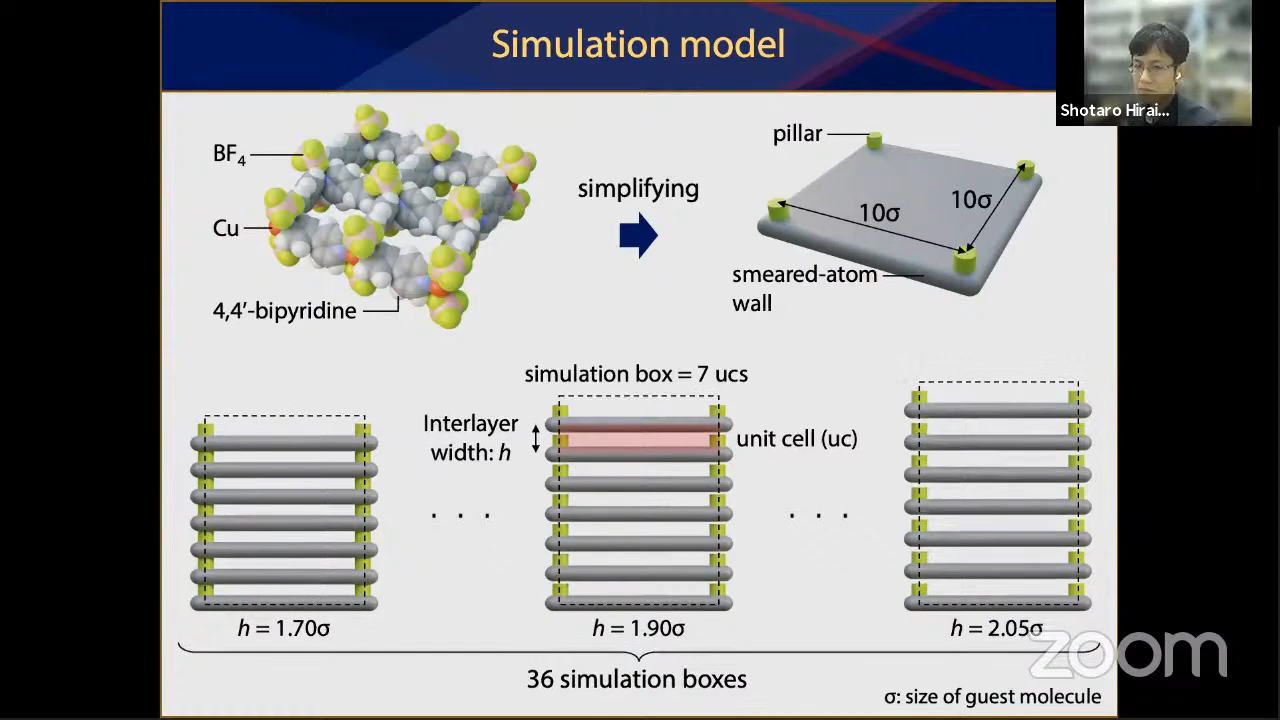 Simulation model
Shotaro Hirai...
BF4
Cu
4,4′-bipyridine
simplifying
pillar
10σ
10σ
smeared-atom
wall
simulation box = 7 ucs
Interlayer
width: h
unit cell (uc)
. . .
. . .
h = 1.70σ
h = 1.90σ
h = 2.05σ
36 simulation boxes
zoom
σ: size of guest molecule